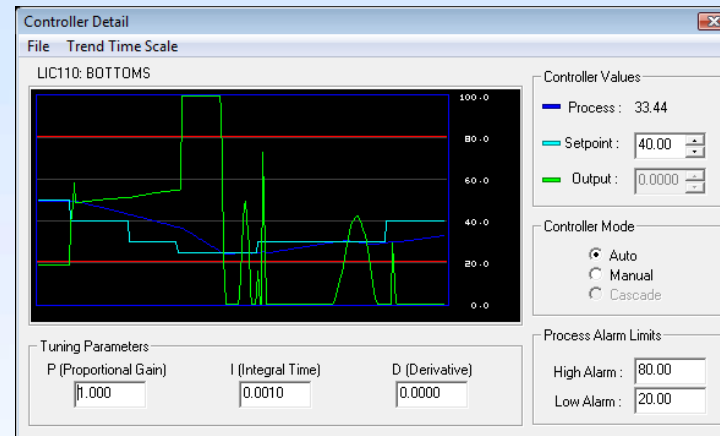 Controller Detail
File Trend Time Scale
LIC110: BOTTOMS
100.0
80.0
60.0
40.0
20.0
0.0
Controller Values
Process : 33.44
Setpoint : 40.00
Output : 0.0000
Controller Mode
Auto
Manual
Cascade
Tuning Parameters
P (Proportional Gain) I (Integral Time) D (Derivative)
1.000 0.0010 0.0000
Process Alarm Limits
High Alarm : 80.00
Low Alarm : 20.00